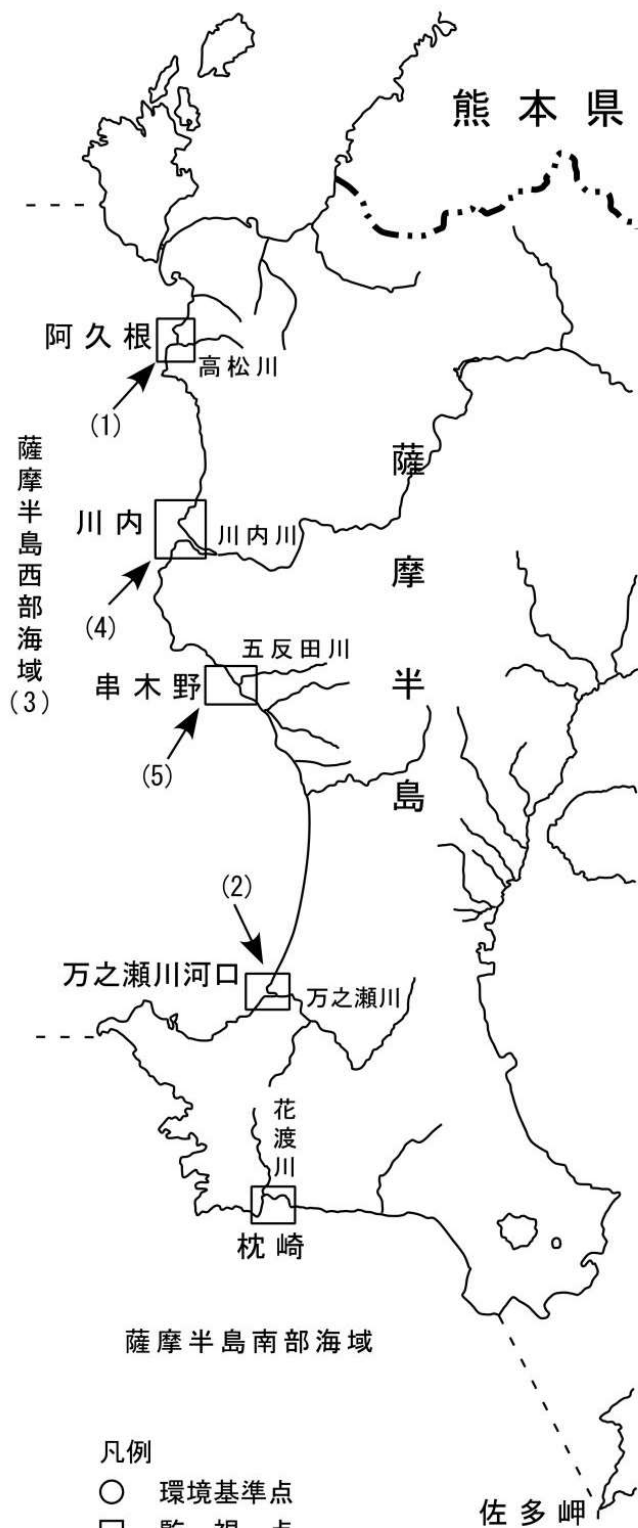 熊本県
阿久根
高松川
(1)
薩摩半島西部海域
(3)
薩摩半島
川内
川内川
(4)
五反田川
串木野
(5)
(2)
万之瀬川河口
万之瀬川
花渡川
枕崎
薩摩半島南部海域
凡例
○ 環境基準点
□ 監視点
佐多岬